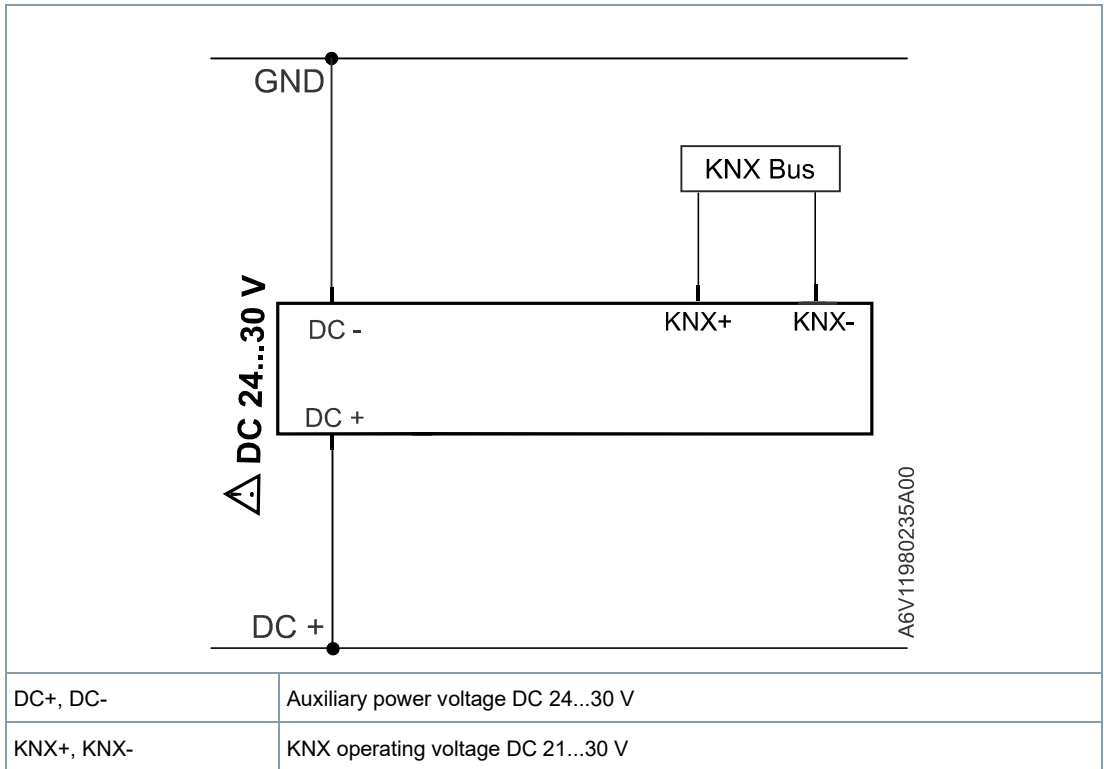 GND
KNX Bus
DC 24...30 V
DC -
KNX+
KNX-
DC +
A6V11980235A00
DC +
DC+, DC-
Auxiliary power voltage DC 24...30 V
KNX+, KNX-
KNX operating voltage DC 21...30 V